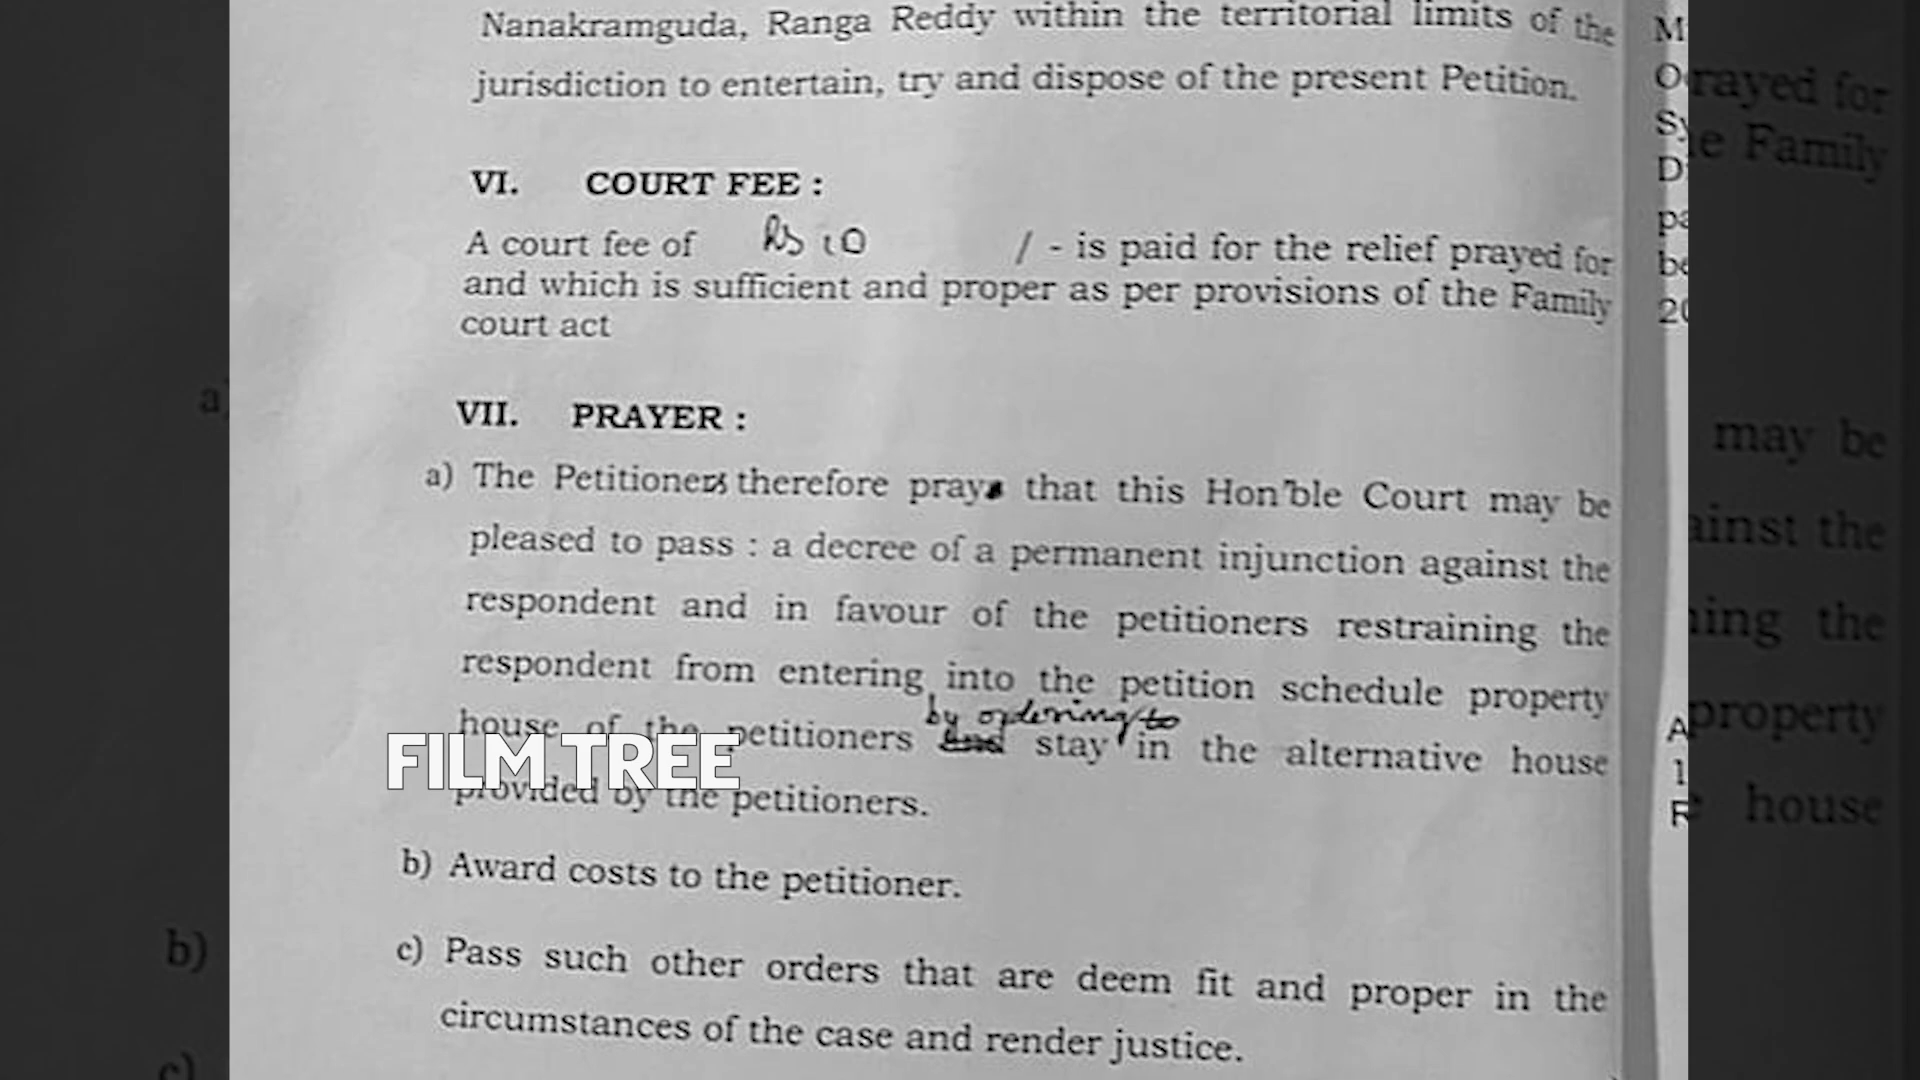 Nanakramguda, Ranga Reddy within the territorial limits of the
jurisdiction to entertain, try and dispose of the present Petition.
VI. COURT FEE :
A court fee of Rs 10 / - is paid for the relief prayed for
and which is sufficient and proper as per provisions of the Family
court act
VII. PRAYER :
a) The Petitioners therefore pray that this Hon'ble Court may be
pleased to pass : a decree of a permanent injunction against the
respondent and in favour of the petitioners restraining the
respondent from entering into the petition schedule property
by ordering to
house of the petitioners and stay in the alternative house
FILM TREE
provided by the petitioners.
b) Award costs to the petitioner.
c) Pass such other orders that are deem fit and proper in the
circumstances of the case and render justice.
rayed for
e Family
may be
ainst the
ing the
property
house
a)
b)
c)